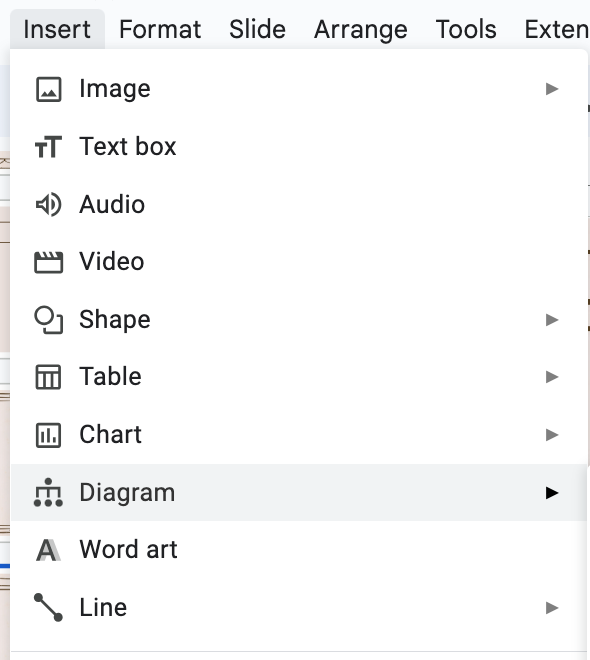 Insert Format Slide Arrange Tools Exten
Image
Text box
Audio
Video
Shape
Table
Chart
Diagram
Word art
Line